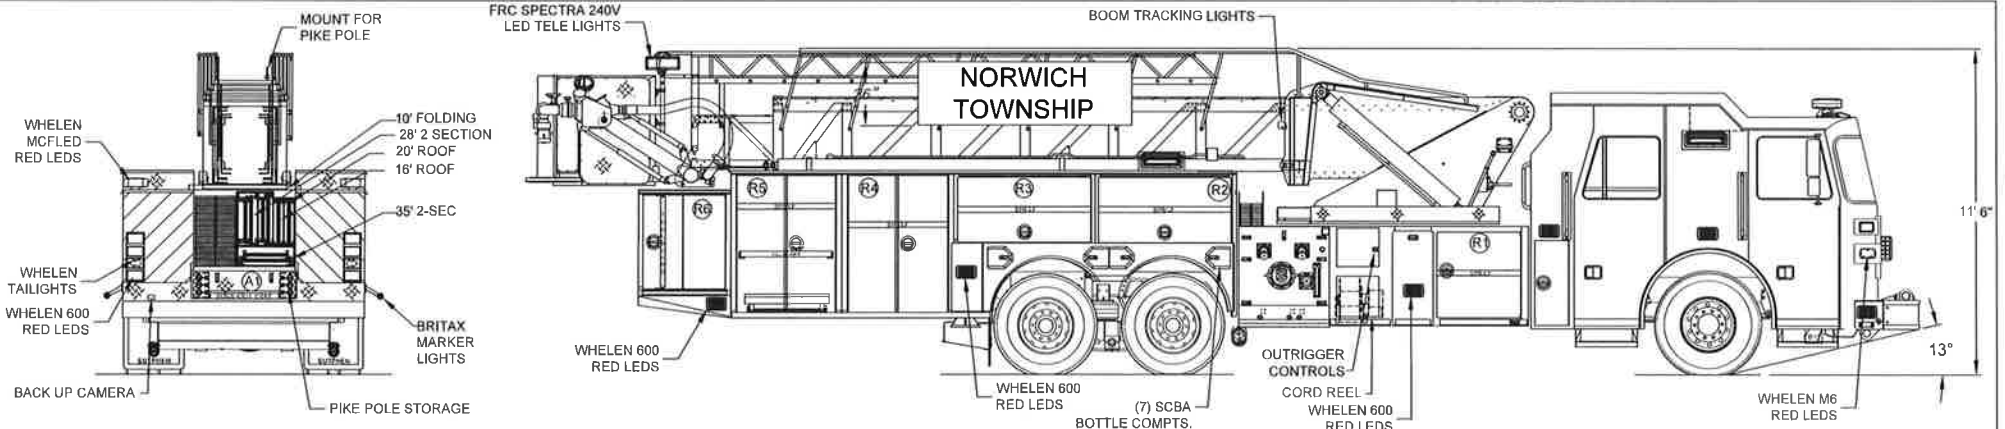 MOUNT FOR
PIKE POLE
WHELEN
MCFLED
RED LEDS
10' FOLDING
28' 2 SECTION
20' ROOF
16' ROOF
35' 2-SEC
WHELEN
TAILIGHTS
WHELEN 600
RED LEDS
A1
BRITAX
MARKER
LIGHTS
SUTPHEN
SUTPHEN
BACK UP CAMERA
PIKE POLE STORAGE
FRC SPECTRA 240V
LED TELE LIGHTS
BOOM TRACKING LIGHTS
NORWICH
TOWNSHIP
R6
R5
R4
R3
R2
R1
11' 6"
13°
WHELEN 600
RED LEDS
WHELEN 600
RED LEDS
(7) SCBA
BOTTLE COMPTS.
OUTRIGGER
CONTROLS
CORD REEL
WHELEN 600
RED LEDS
WHELEN M6
RED LEDS